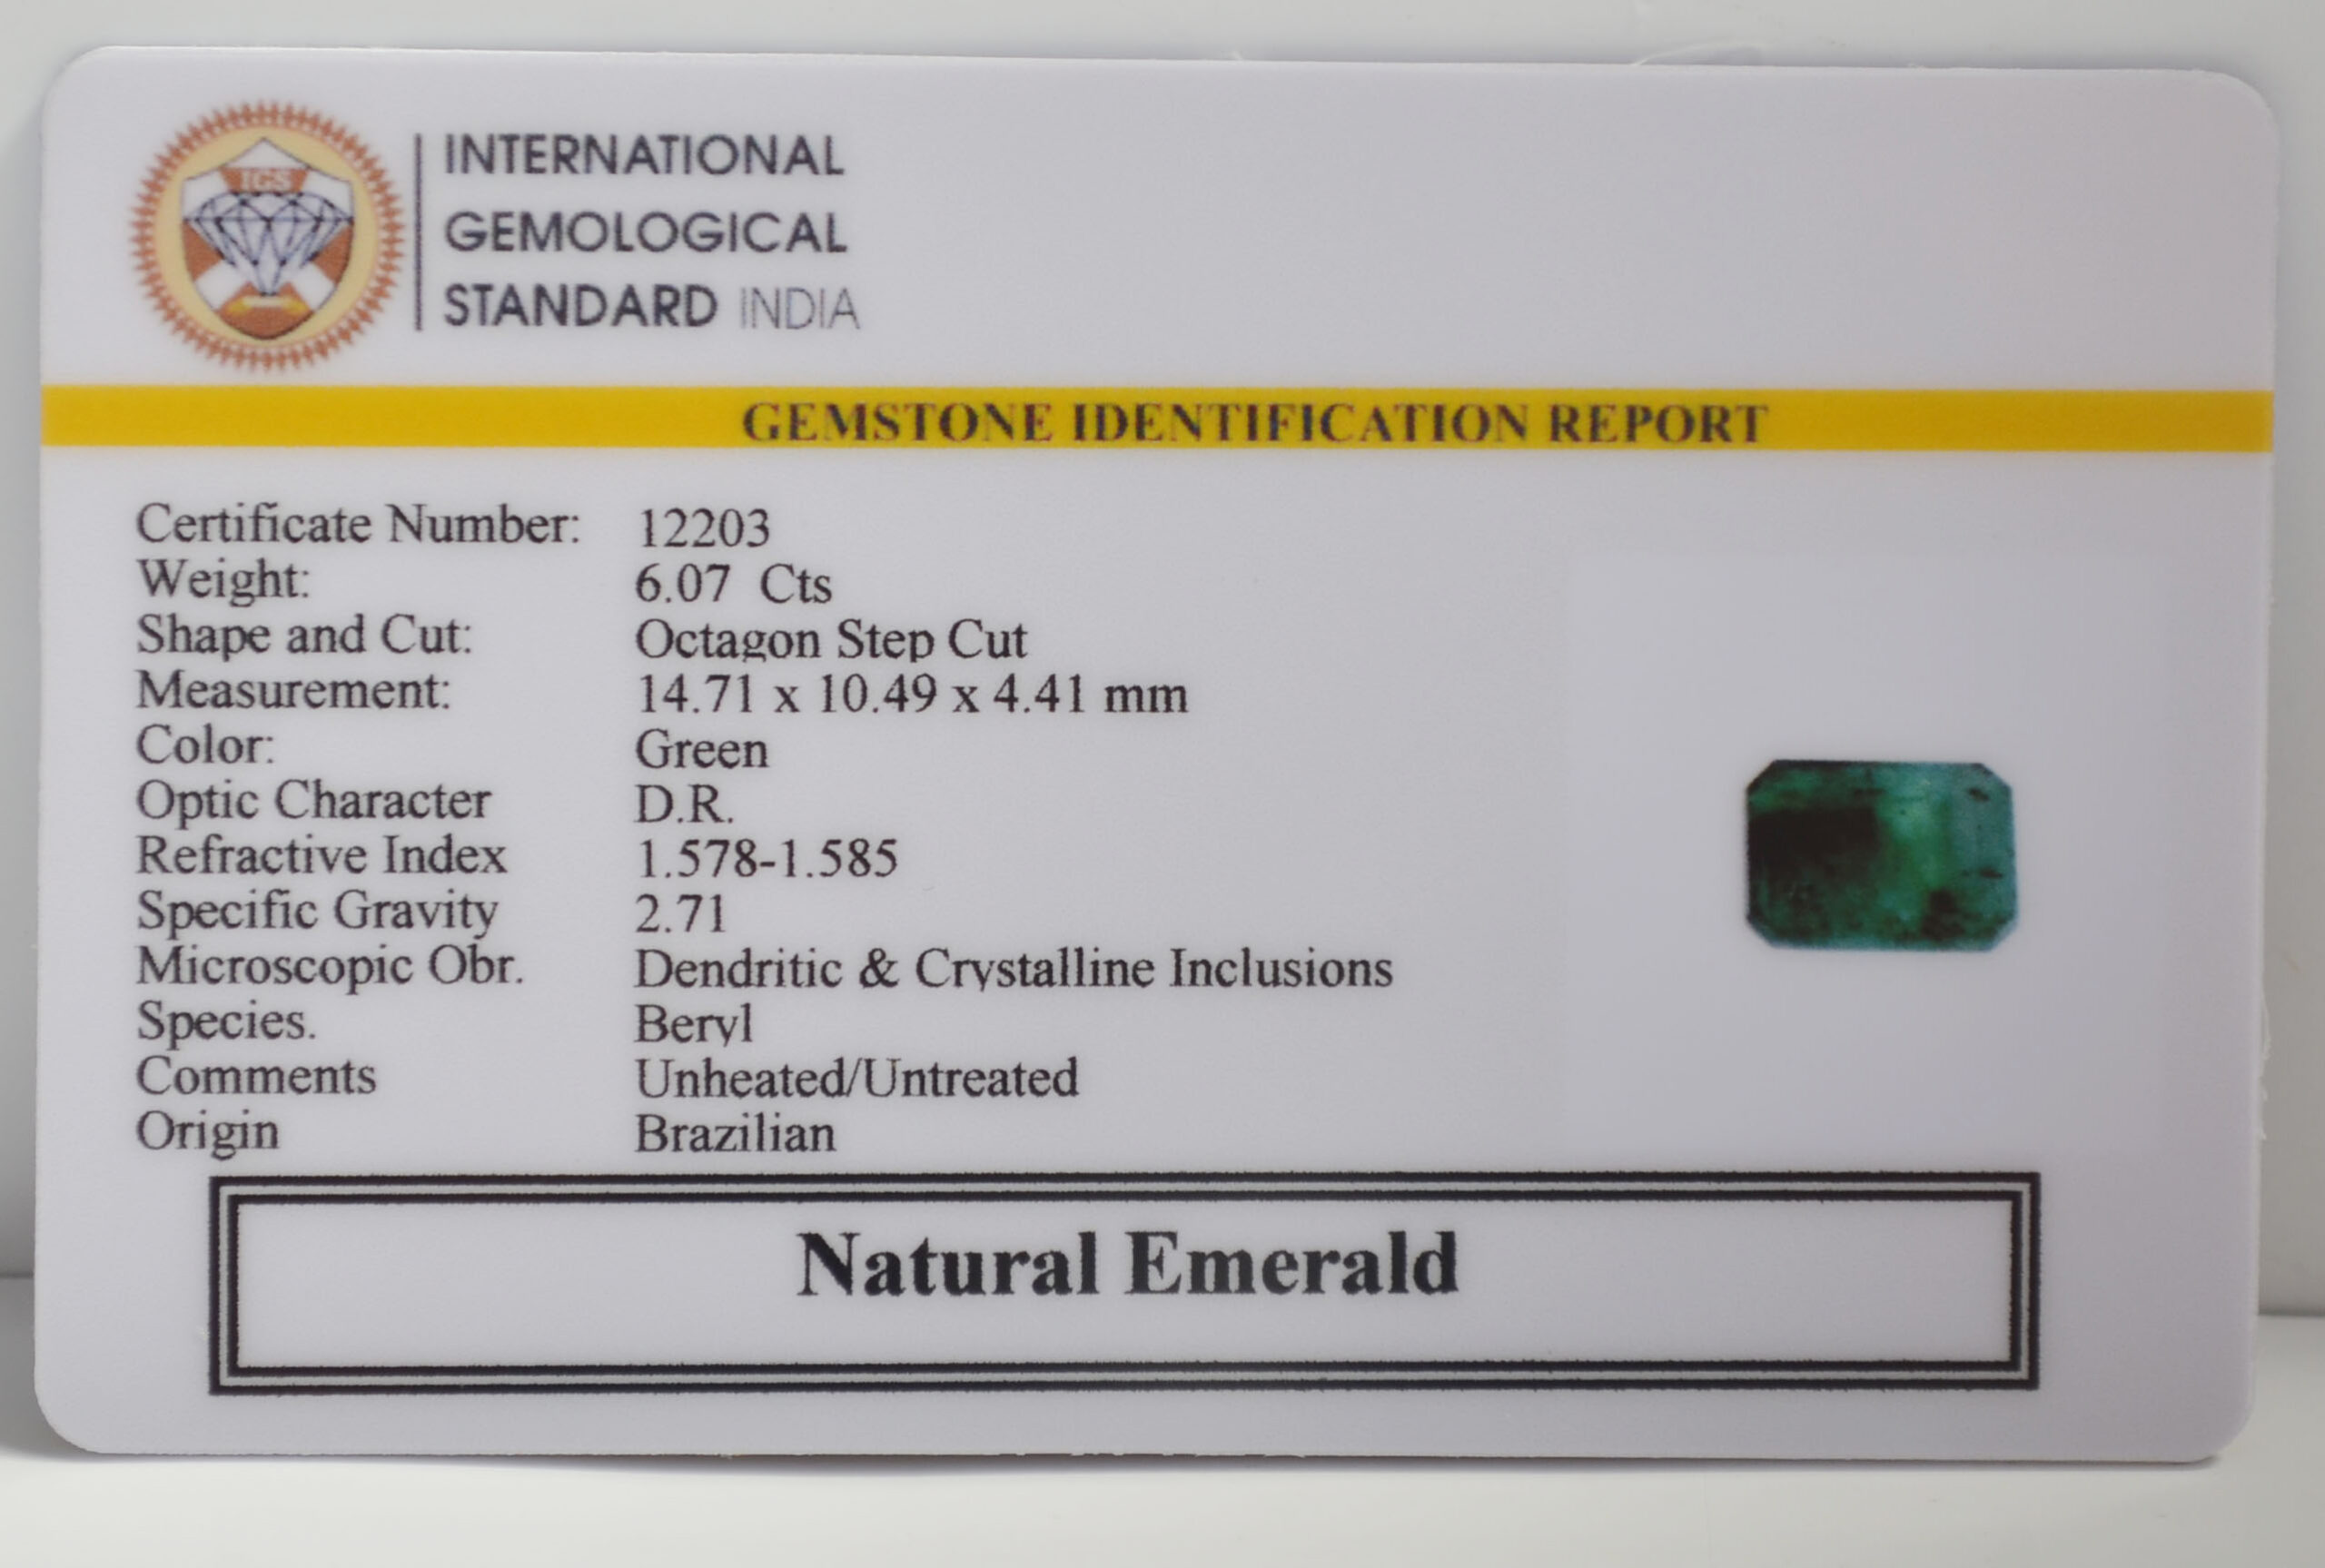 IGS
INTERNATIONAL
GEMOLOGICAL
STANDARD INDIA
GEMSTONE IDENTIFICATION REPORT
Certificate Number: 12203
Weight: 6.07 Cts
Shape and Cut: Octagon Step Cut
Measurement: 14.71 x 10.49 x 4.41 mm
Color: Green
Optic Character D.R.
Refractive Index 1.578-1.585
Specific Gravity 2.71
Microscopic Obr. Dendritic & Crystalline Inclusions
Species. Beryl
Comments Unheated/Untreated
Origin Brazilian
Natural Emerald